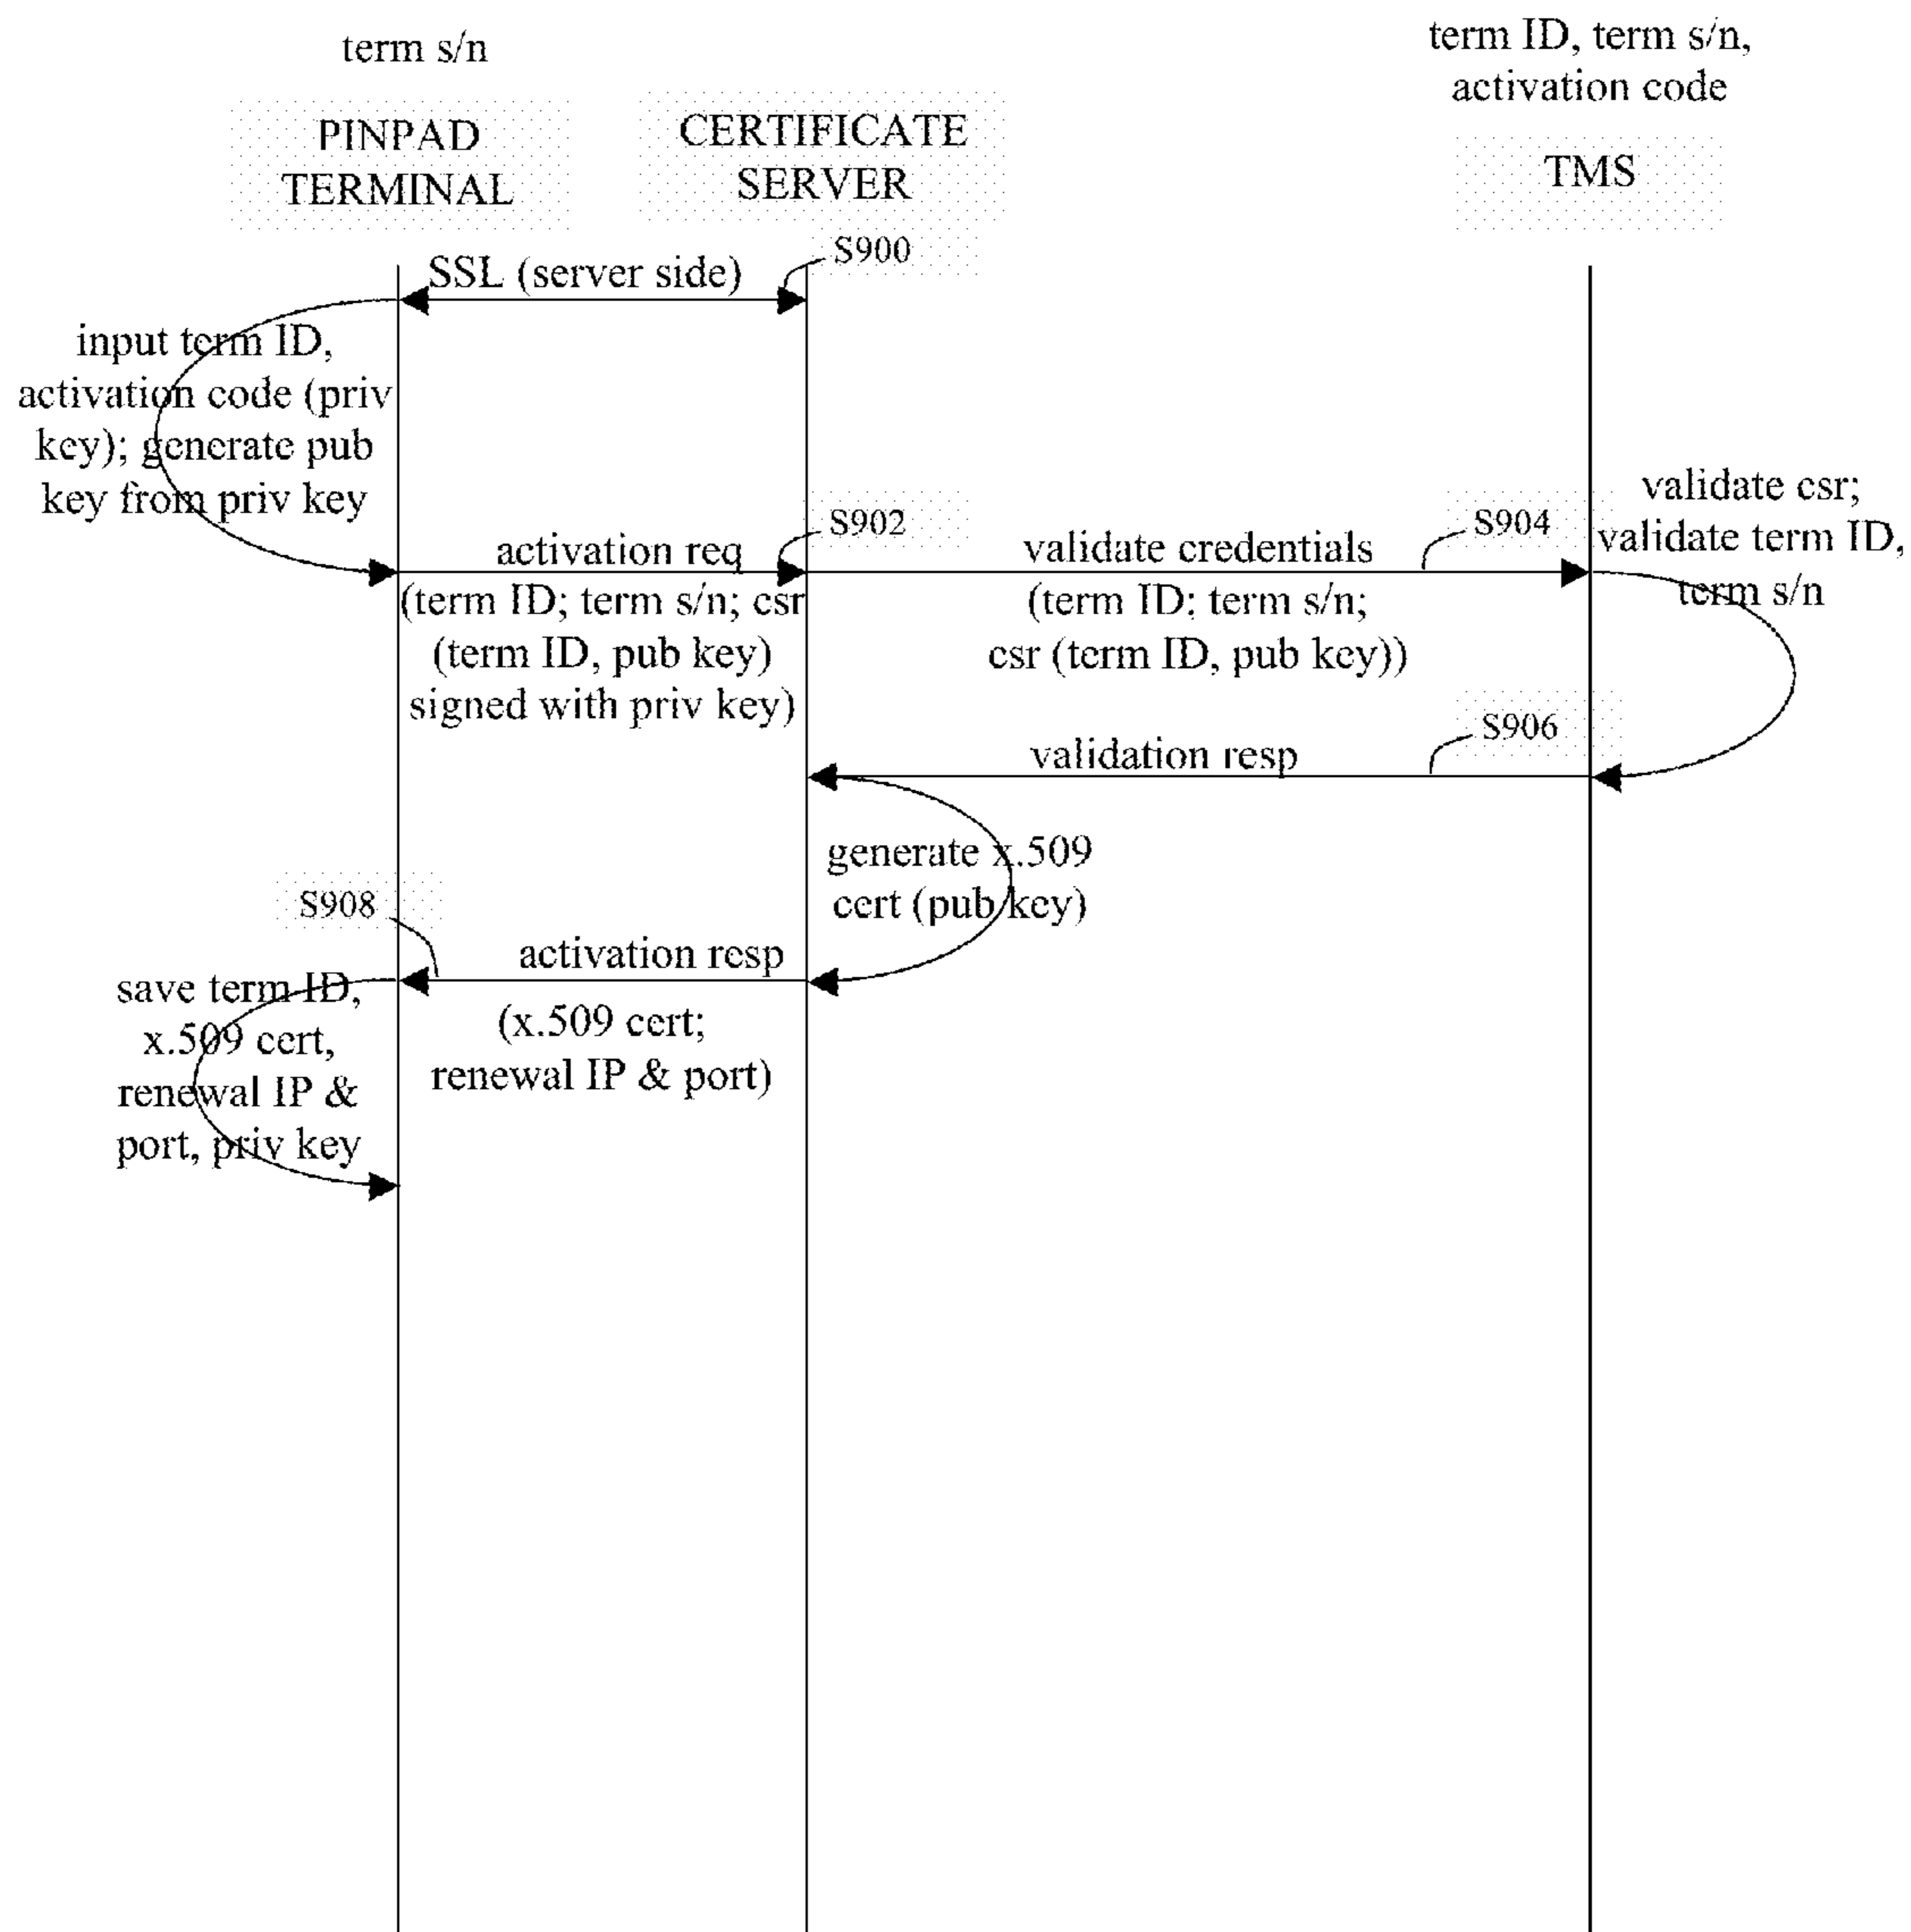 term s/n
term ID, term s/n,
activation code
PINPAD
TERMINAL
CERTIFICATE
SERVER
TMS
S900
SSL (server side)
input term ID,
activation code (priv
key); generate pub
key from priv key
S902
activation req
(term ID; term s/n; csr
(term ID, pub key)
signed with priv key)
S904
validate credentials
(term ID; term s/n;
csr (term ID, pub key))
validate csr;
validate term ID,
term s/n
S906
validation resp
generate x.509
cert (pub key)
S908
activation resp
(x.509 cert;
renewal IP & port)
save term ID,
x.509 cert,
renewal IP &
port, priv key